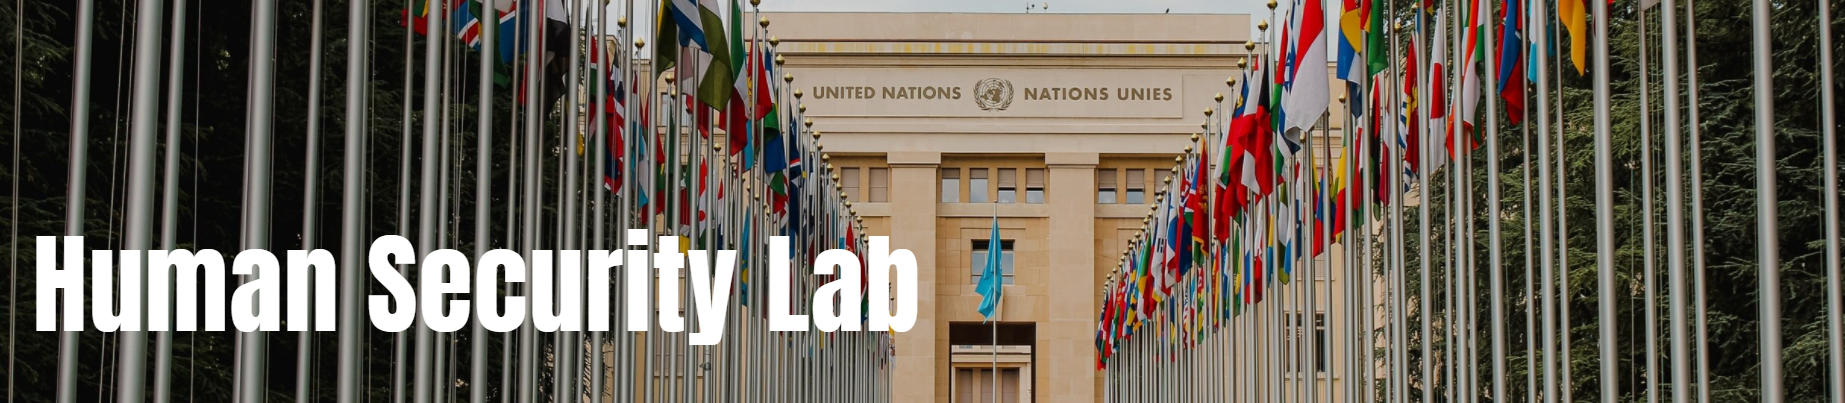 UNITED NATIONS NATIONS UNIES
Human Security Lab